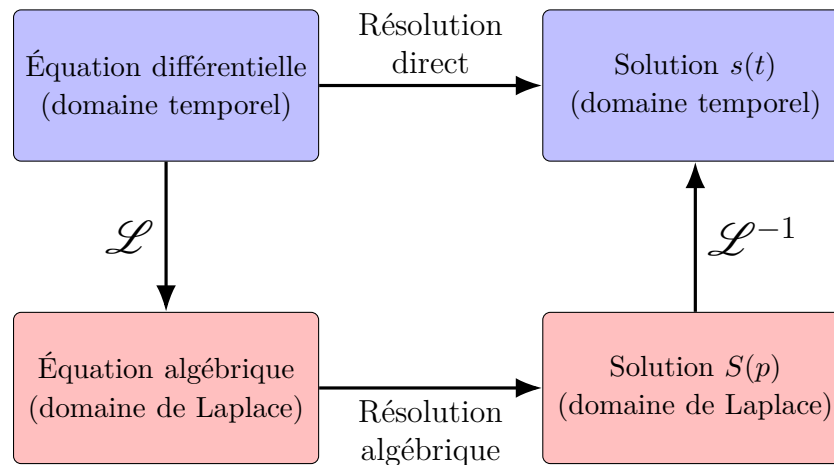 Équation différentielle
(domaine temporel)
Résolution
direct
Solution s(t)
(domaine temporel)
ℒ
ℒ⁻¹
Équation algébrique
(domaine de Laplace)
Résolution
algébrique
Solution S(p)
(domaine de Laplace)